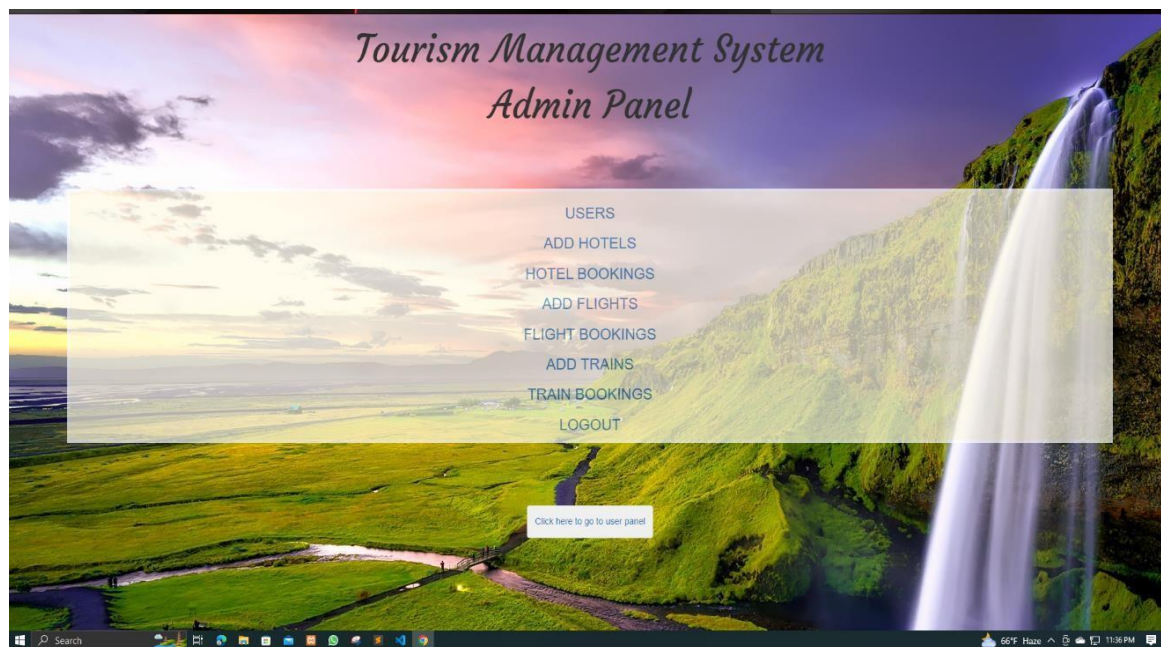 Tourism Management System
Admin Panel
USERS
ADD HOTELS
HOTEL BOOKINGS
ADD FLIGHTS
FLIGHT BOOKINGS
ADD TRAINS
TRAIN BOOKINGS
LOGOUT
Click here to go to user panel
Search 66°F Haze 11:36 PM